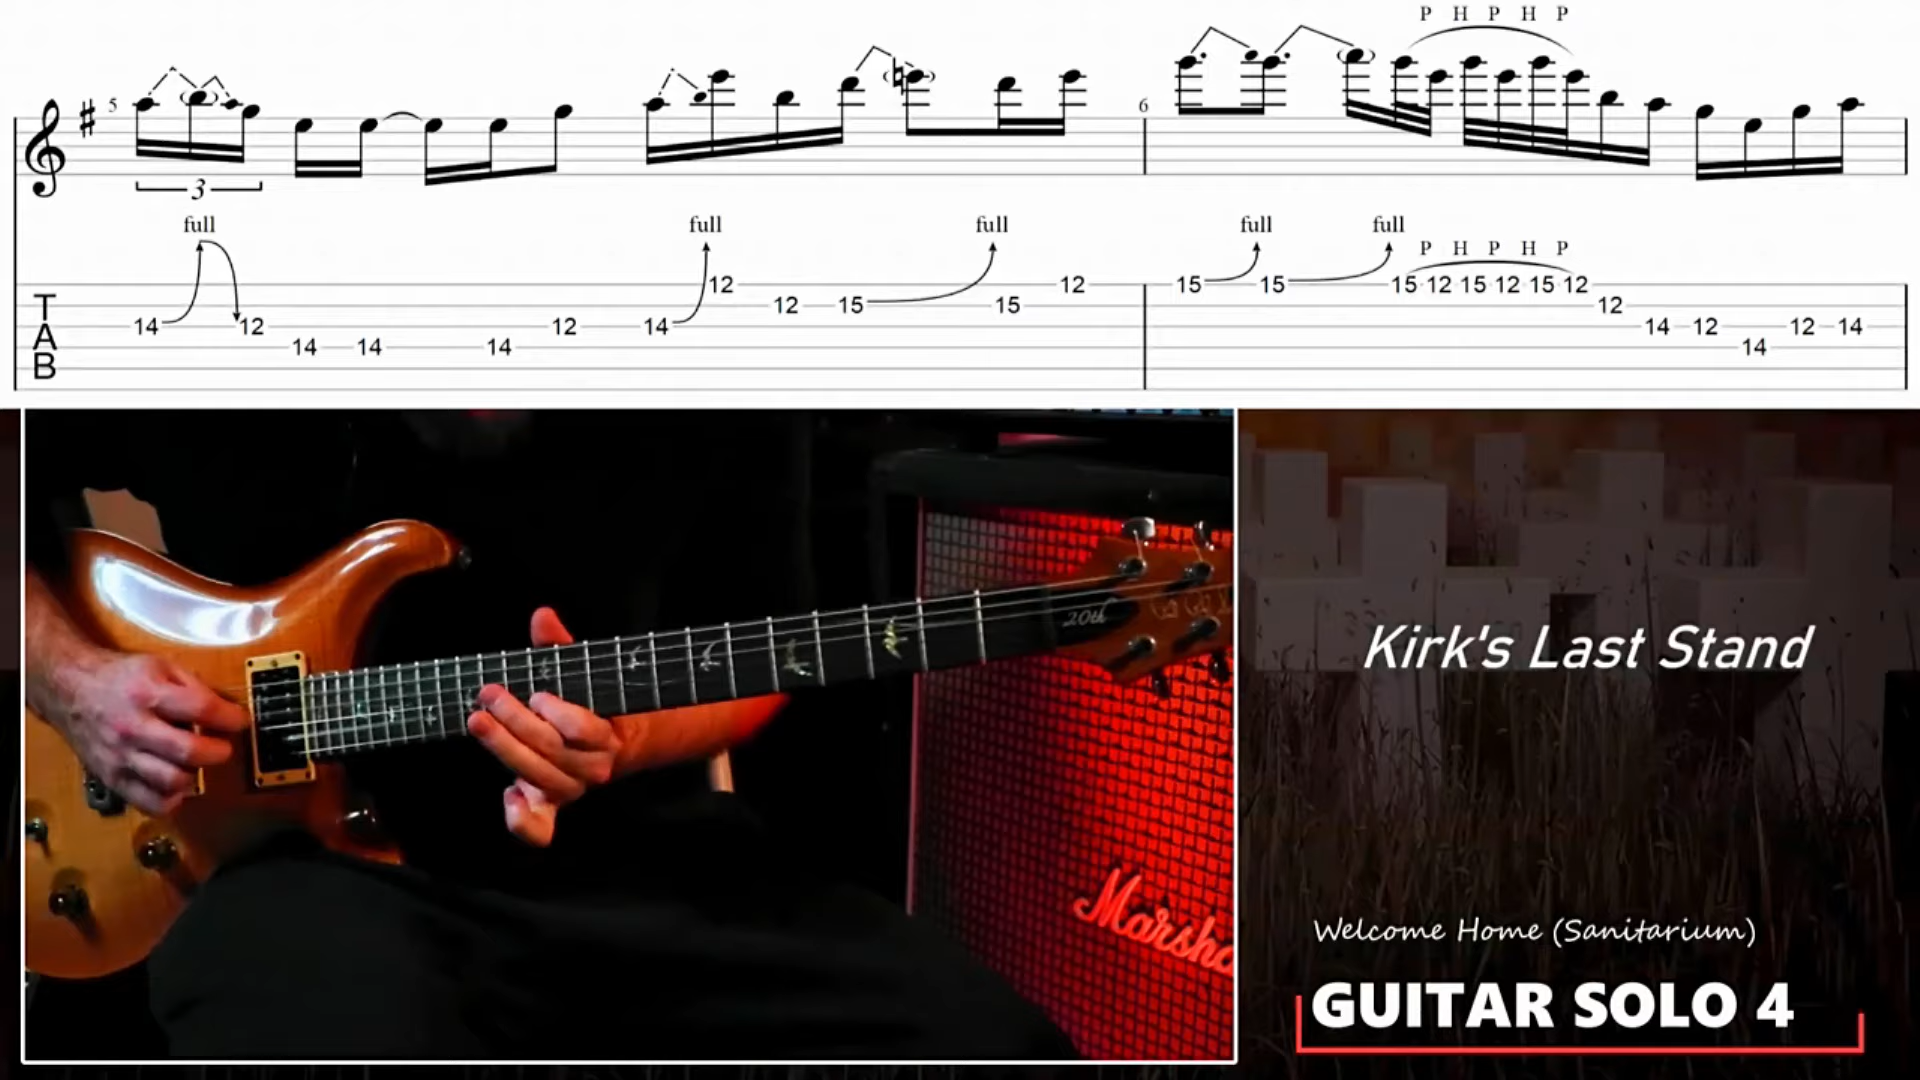 P H P H P
5
6
3
full full full full full
P H P H P
12 12 15 15 15 12 15 12 15 12
12 15 15 12
14 12 12 14 14 12 12 14
14 14 14 14
T
A
B
20th
Marsha
Kirk's Last Stand
Welcome Home (Sanitarium)
GUITAR SOLO 4